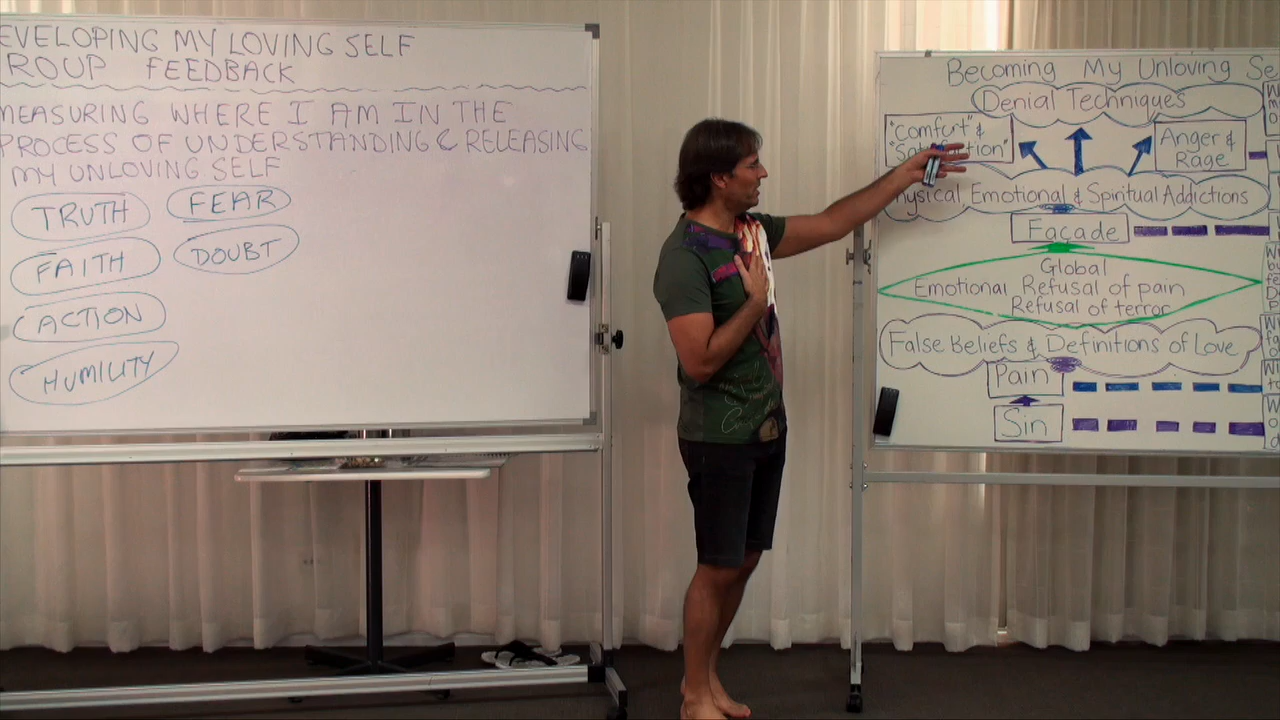 EVELOPING MY LOVING SELF
ROUP FEEDBACK
MEASURING WHERE I AM IN THE
PROCESS OF UNDERSTANDING & RELEASING
MY UNLOVING SELF
TRUTH
FEAR
FAITH
DOUBT
ACTION
HUMILITY
Becoming My Unloving Se
Denial Techniques
"Comfort" &
Anger &
Rage
hysical, Emotional & Spiritual Addictions
Façade
Global
Emotional Refusal of pain
Refusal of terror
False Beliefs & Definitions of Love
Pain
Sin